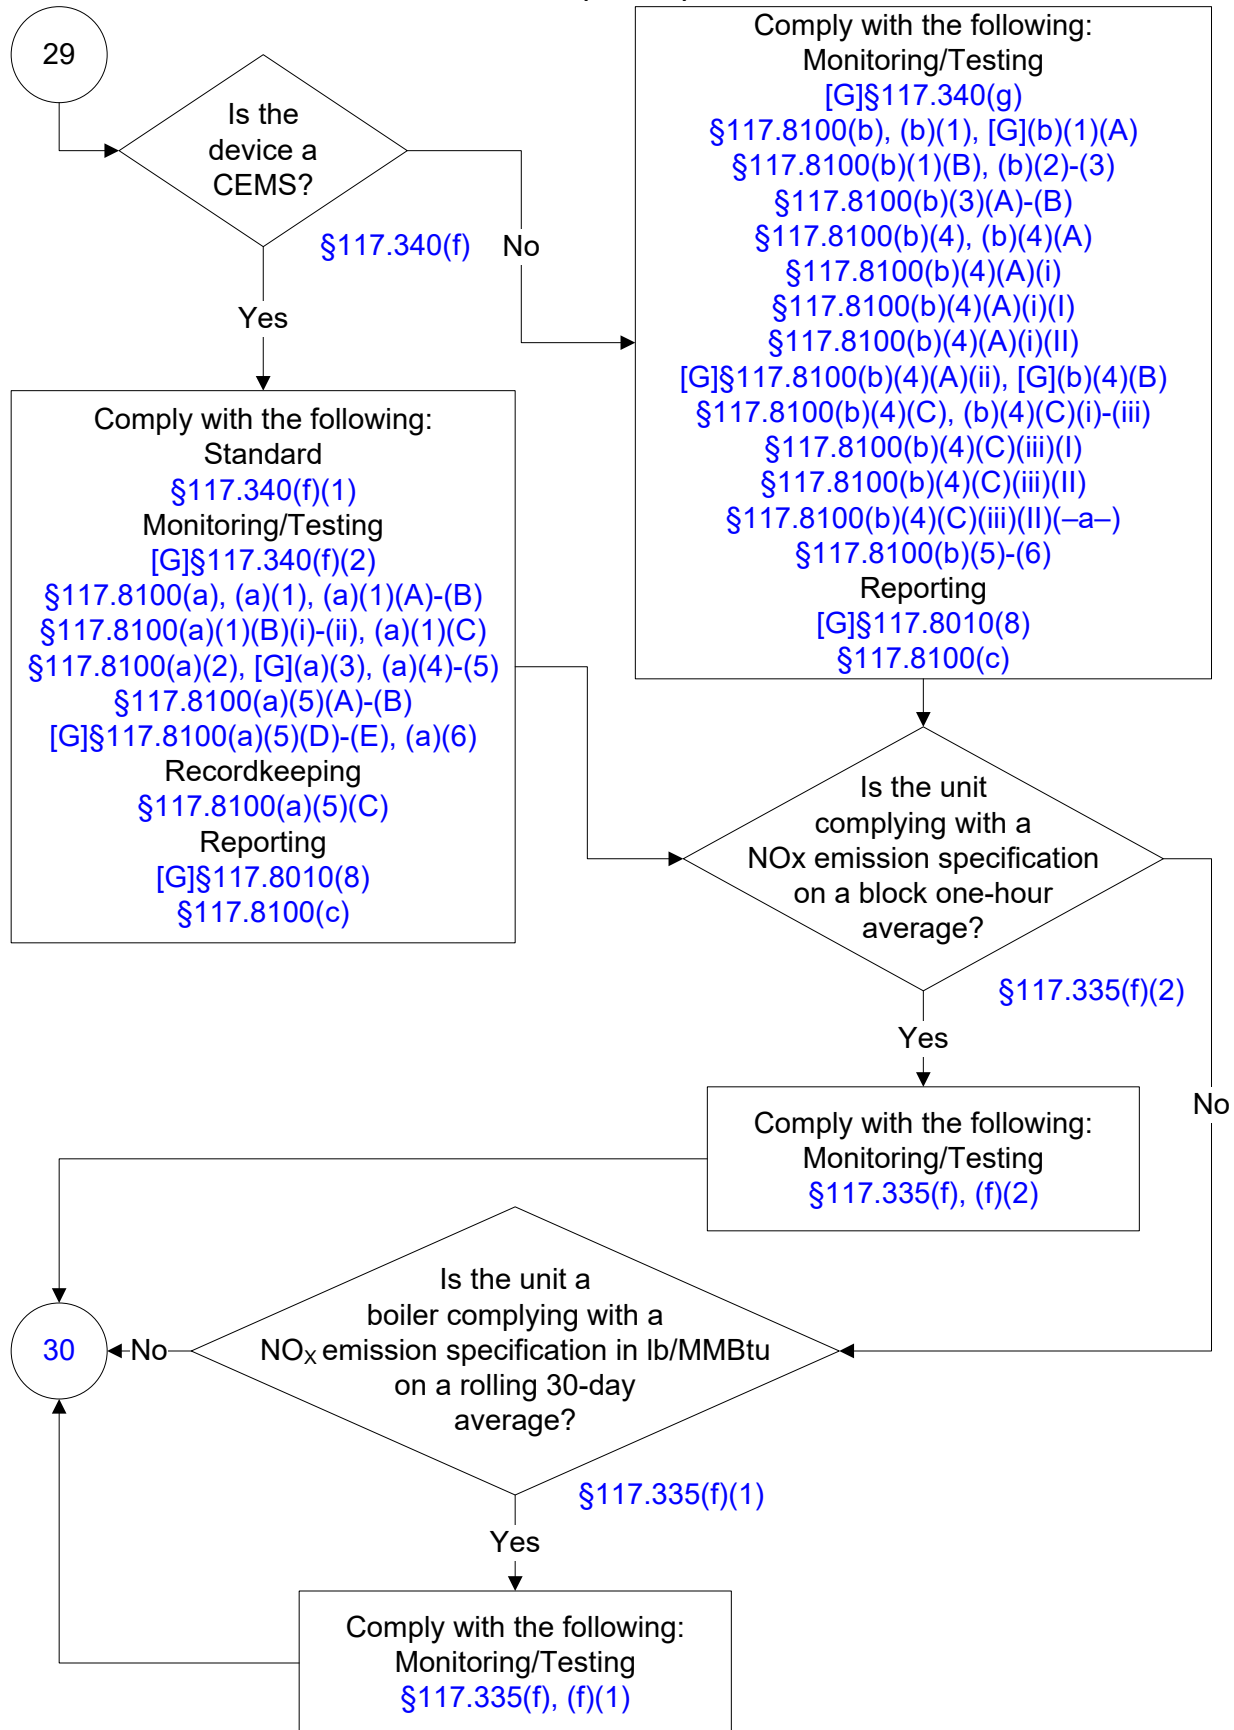 29
Is the
device a
CEMS?
§117.340(f)
No
Yes
Comply with the following:
Monitoring/Testing
[G]§117.340(g)
§117.8100(b), (b)(1), [G](b)(1)(A)
§117.8100(b)(1)(B), (b)(2)-(3)
§117.8100(b)(3)(A)-(B)
§117.8100(b)(4), (b)(4)(A)
§117.8100(b)(4)(A)(i)
§117.8100(b)(4)(A)(i)(I)
§117.8100(b)(4)(A)(i)(II)
[G]§117.8100(b)(4)(A)(ii), [G](b)(4)(B)
§117.8100(b)(4)(C), (b)(4)(C)(i)-(iii)
§117.8100(b)(4)(C)(iii)(I)
§117.8100(b)(4)(C)(iii)(II)
§117.8100(b)(4)(C)(iii)(II)(–a–)
§117.8100(b)(5)-(6)
Reporting
[G]§117.8010(8)
§117.8100(c)
Comply with the following:
Standard
§117.340(f)(1)
Monitoring/Testing
[G]§117.340(f)(2)
§117.8100(a), (a)(1), (a)(1)(A)-(B)
§117.8100(a)(1)(B)(i)-(ii), (a)(1)(C)
§117.8100(a)(2), [G](a)(3), (a)(4)-(5)
§117.8100(a)(5)(A)-(B)
[G]§117.8100(a)(5)(D)-(E), (a)(6)
Recordkeeping
§117.8100(a)(5)(C)
Reporting
[G]§117.8010(8)
§117.8100(c)
Is the unit
complying with a
NOx emission specification
on a block one-hour
average?
§117.335(f)(2)
Yes
No
Comply with the following:
Monitoring/Testing
§117.335(f), (f)(2)
Is the unit a
boiler complying with a
NOX emission specification in lb/MMBtu
on a rolling 30-day
average?
30
No
§117.335(f)(1)
Yes
Comply with the following:
Monitoring/Testing
§117.335(f), (f)(1)